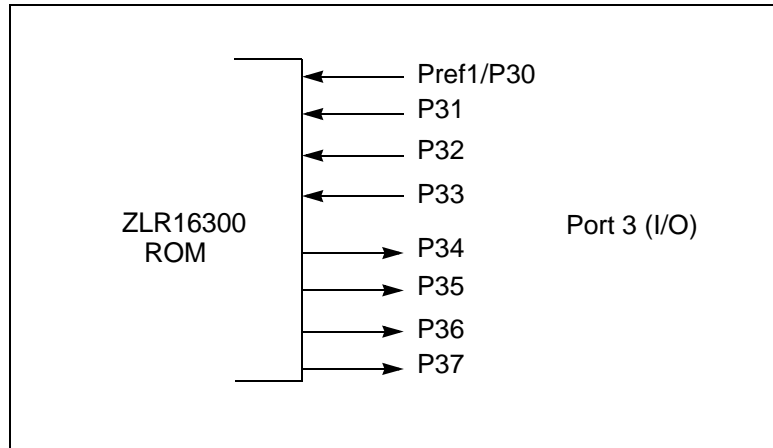 Pref1/P30
P31
P32
P33
ZLR16300
ROM
Port 3 (I/O)
P34
P35
P36
P37